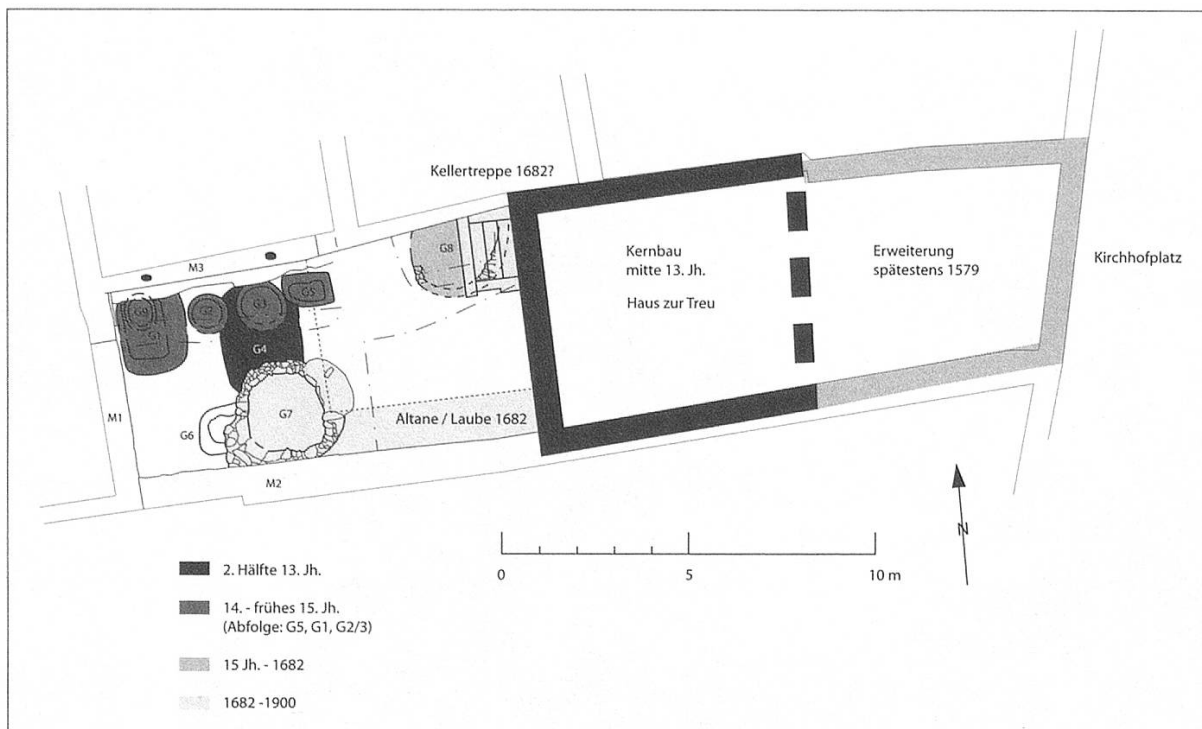 Kellertreppe 1682?
M3
G8
Kernbau
mitte 13. Jh.
Haus zur Treu
Erweiterung
spätestens 1579
Kirchhofplatz
G9
G2
G3
G5
G1
G4
M1
G6
G7
Altane / Laube 1682
M2
N
0
5
10 m
2. Hälfte 13. Jh.
14. - frühes 15. Jh.
(Abfolge: G5, G1, G2/3)
15 Jh. - 1682
1682 -1900